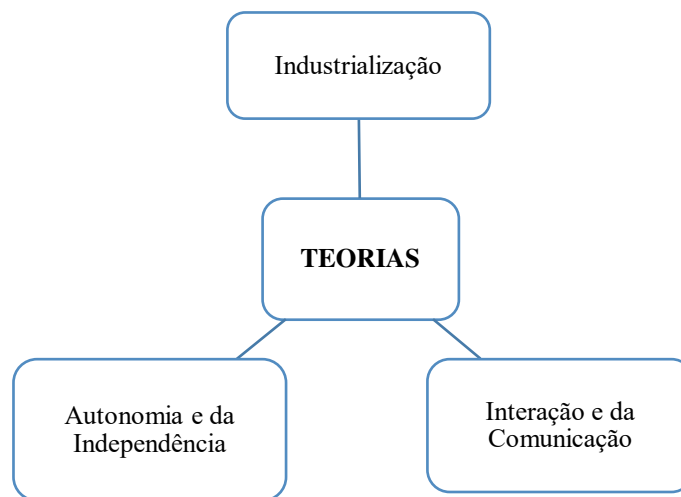 Industrialização
TEORIAS
Autonomia e da
Independência
Interação e da
Comunicação